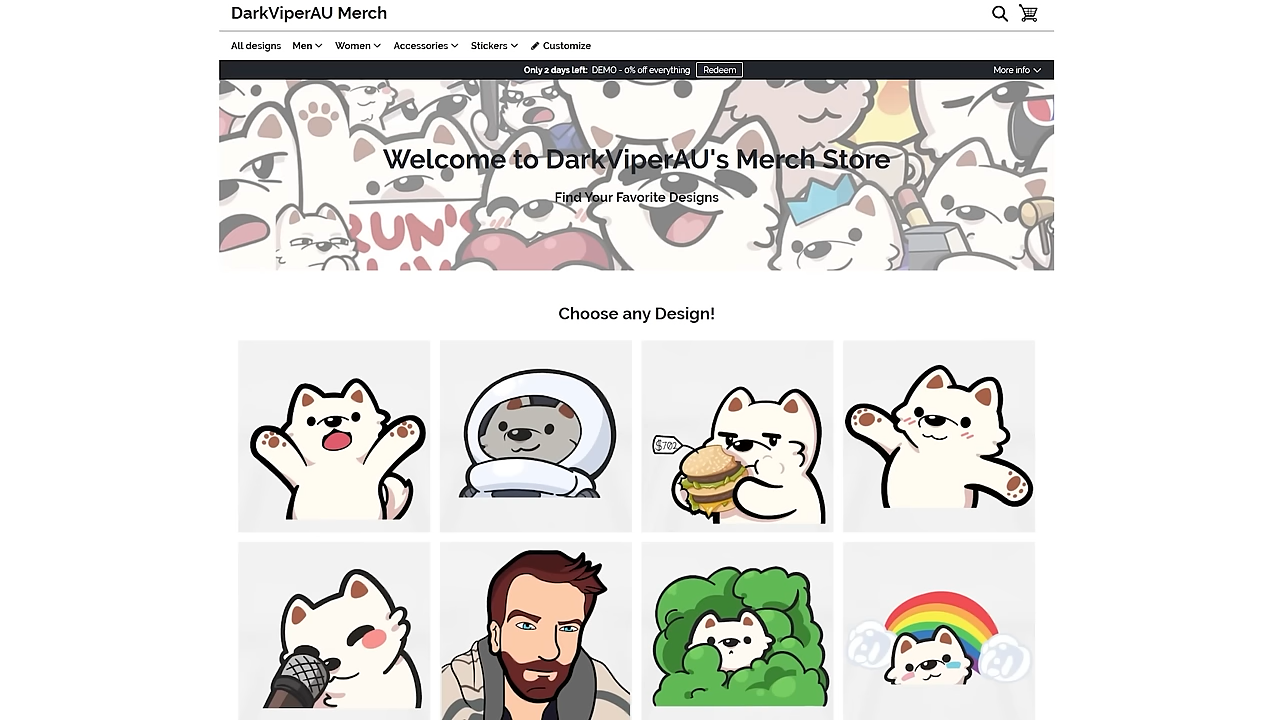 DarkViperAU Merch
All designs Men Women Accessories Stickers Customize
Only 2 days left: DEMO - 0% off everything Redeem More info
Welcome to DarkViperAU's Merch Store
Find Your Favorite Designs
RUN'S
Choose any Design!
$702